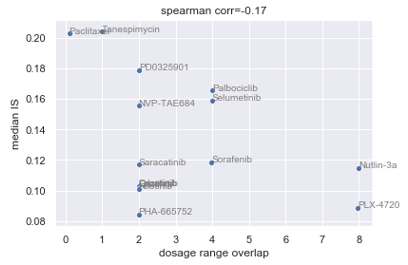 spearman corr=-0.17
0.20
0.18
0.16
0.14
0.12
0.10
0.08
median IS
Paclitaxel
Tanespimycin
PD0325901
Palbociclib
Selumetinib
NVP-TAE684
Saracatinib
Sorafenib
Nutlin-3a
PLX-4720
PHA-665752
0 1 2 3 4 5 6 7 8
dosage range overlap